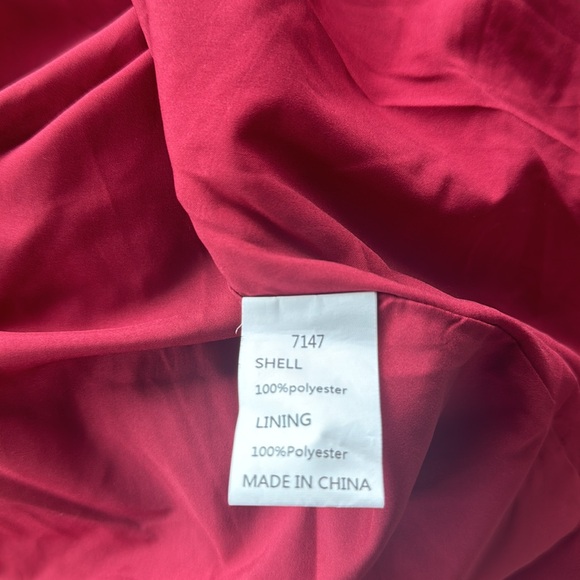 7147
SHELL
100%polyester
LINING
100%Polyester
MADE IN CHINA